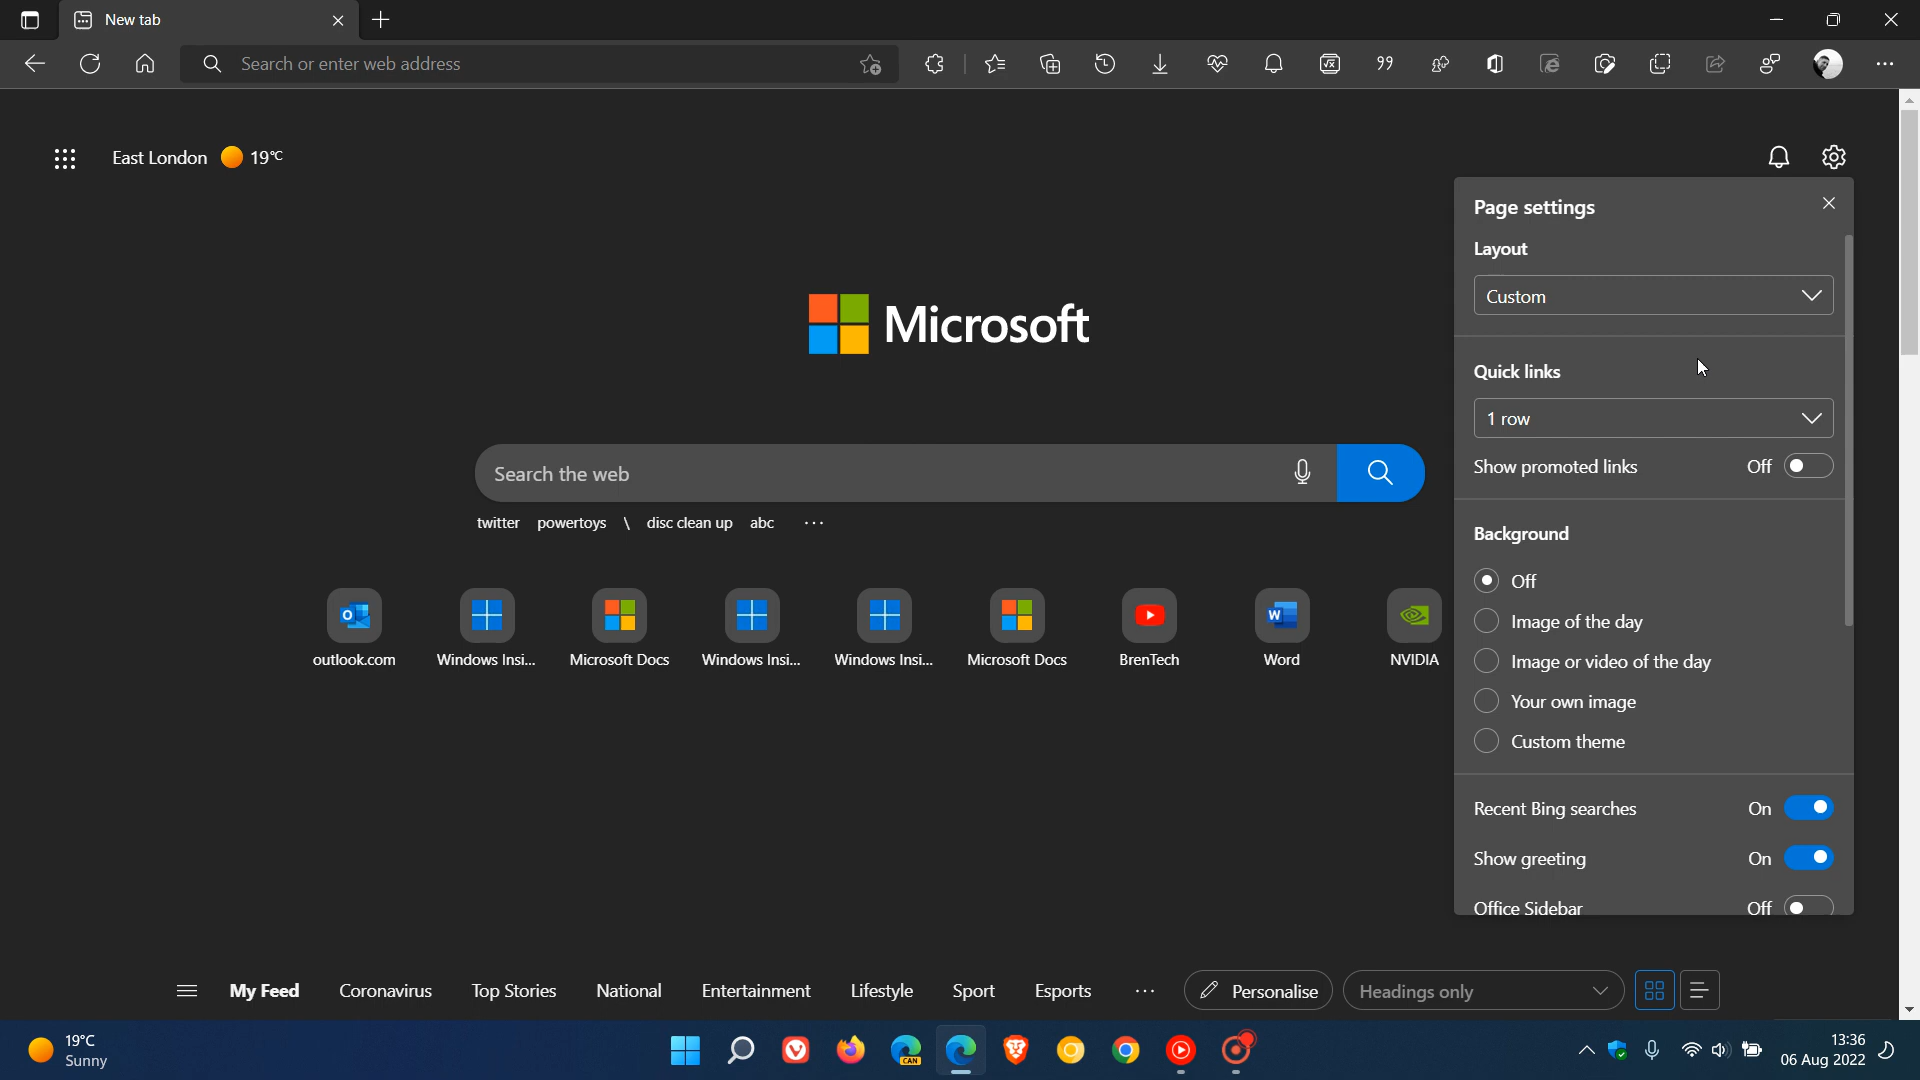 New tab
Search or enter web address
East London 19°C
Page settings
Layout
Custom
Microsoft
Quick links
1 row
Show promoted links Off
Search the web
twitter powertoys \ disc clean up abc ...
Background
Off
Image of the day
Image or video of the day
Your own image
Custom theme
outlook.com Windows Insi... Microsoft Docs Windows Insi... Windows Insi... Microsoft Docs BrenTech Word NVIDIA
Recent Bing searches On
Show greeting On
Office Sidebar Off
My Feed Coronavirus Top Stories National Entertainment Lifestyle Sport Esports ... Personalise Headings only
19°C
Sunny
CAN
13:36
06 Aug 2022